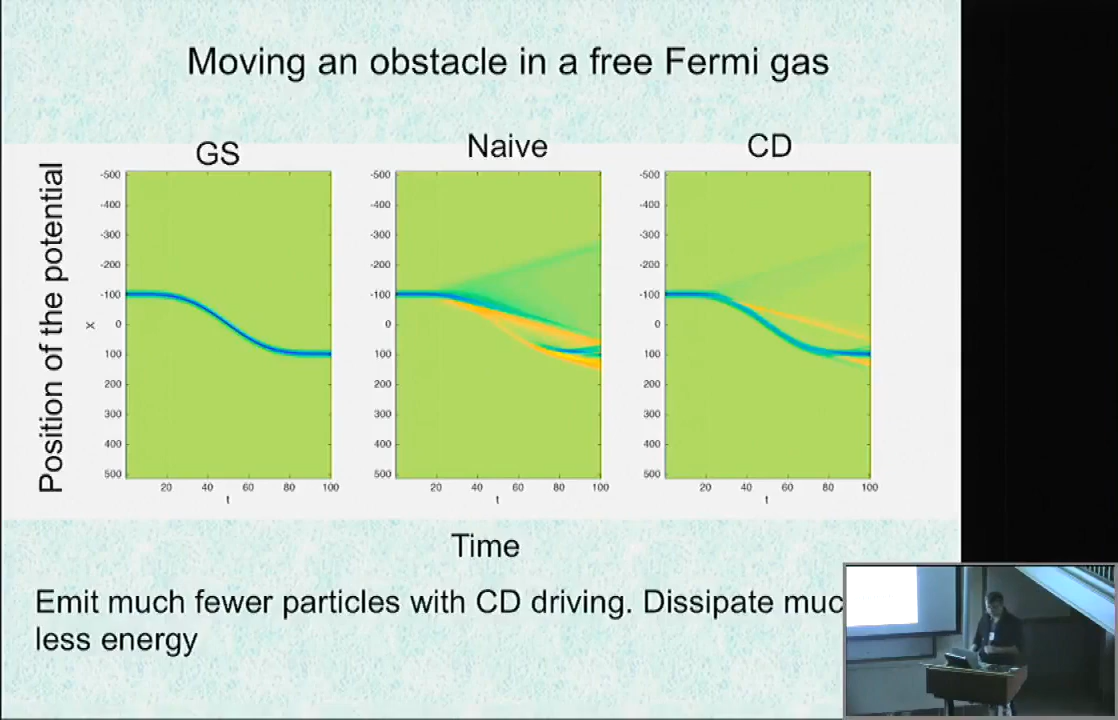 Moving an obstacle in a free Fermi gas
GS
Naive
CD
Position of the potential
x
-500
-400
-300
-200
-100
0
100
200
300
400
500
20 40 60 80 100
t
-500
-400
-300
-200
-100
0
100
200
300
400
500
20 40 60 80 100
t
-500
-400
-300
-200
-100
0
100
200
300
400
500
20 40 60 80 100
t
Time
Emit much fewer particles with CD driving. Dissipate muc
less energy